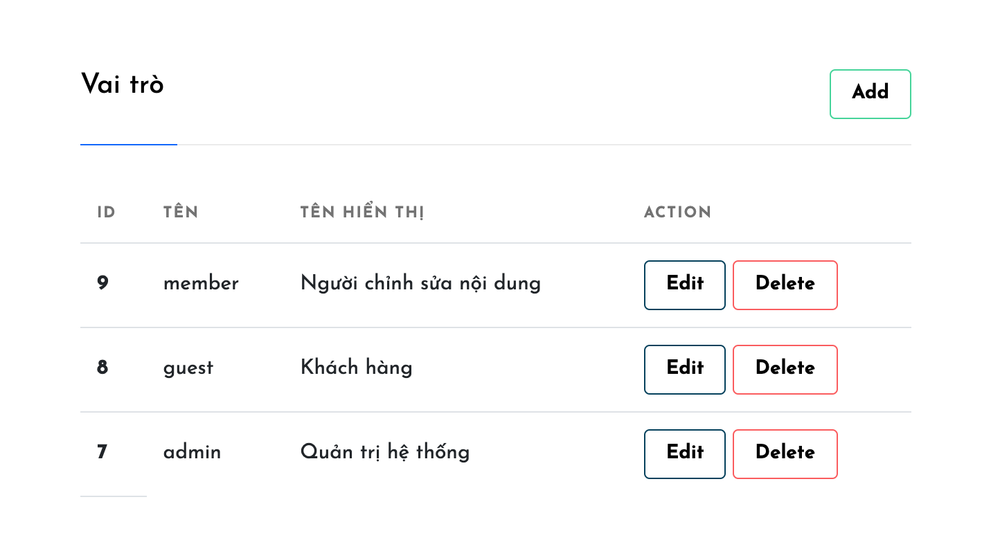 Vai trò
Add
ID TÊN TÊN HIỂN THỊ ACTION
9 member Người chỉnh sửa nội dung Edit Delete
8 guest Khách hàng Edit Delete
7 admin Quản trị hệ thống Edit Delete